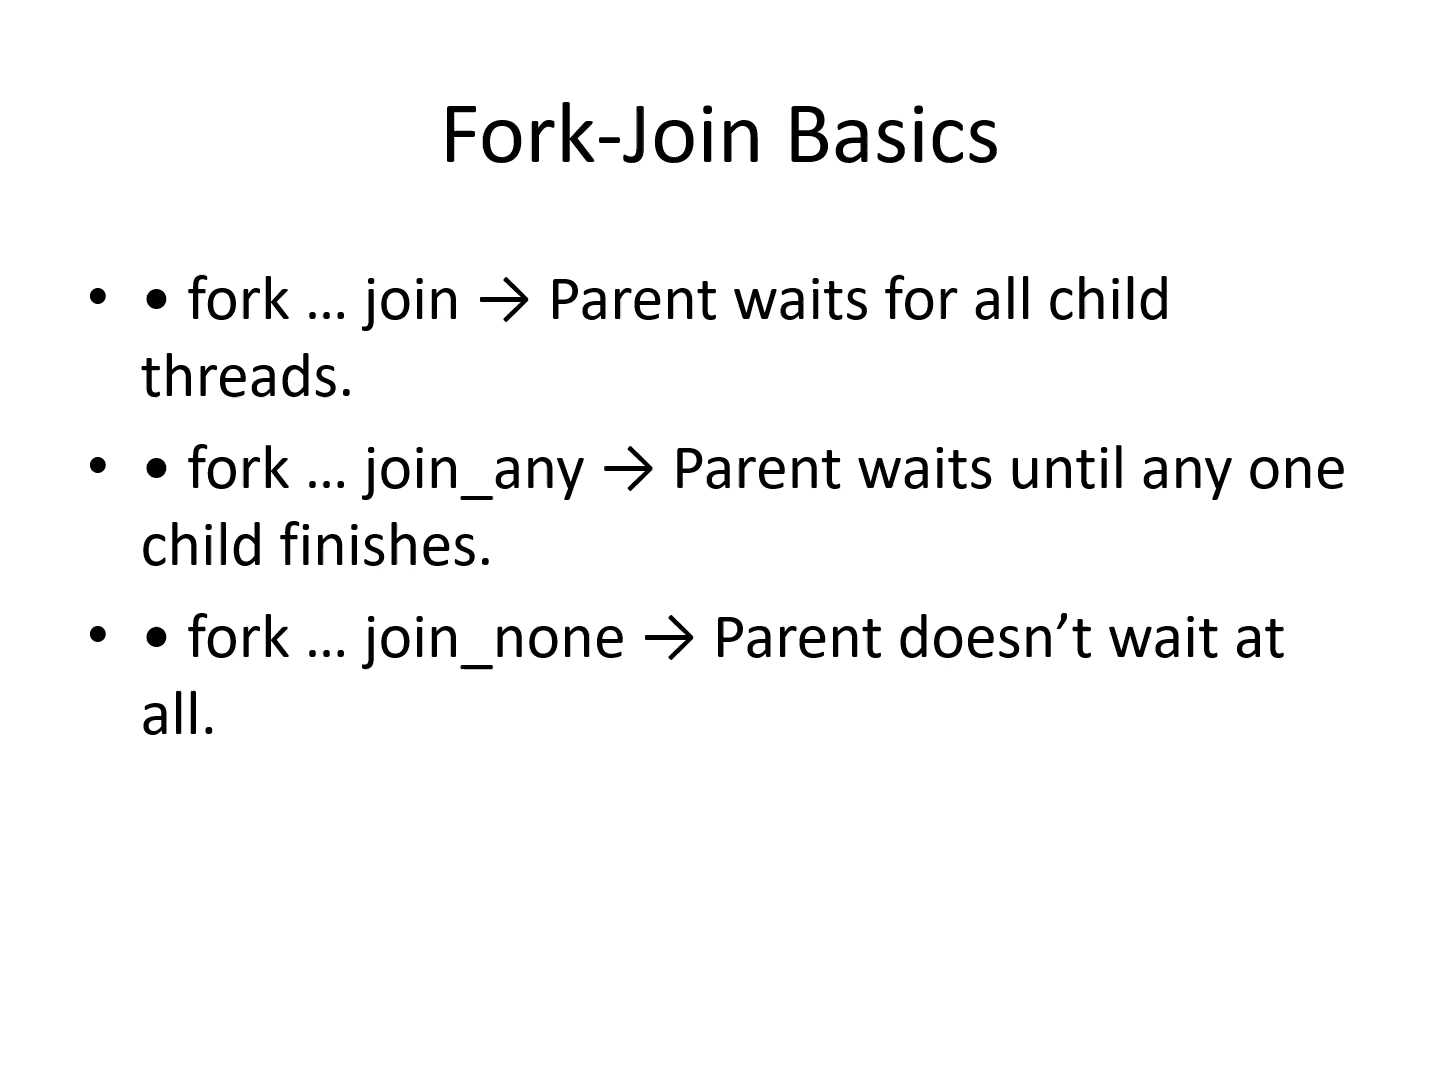 Fork-Join Basics
• • fork … join → Parent waits for all child
threads.
• • fork … join_any → Parent waits until any one
child finishes.
• • fork … join_none → Parent doesn’t wait at
all.